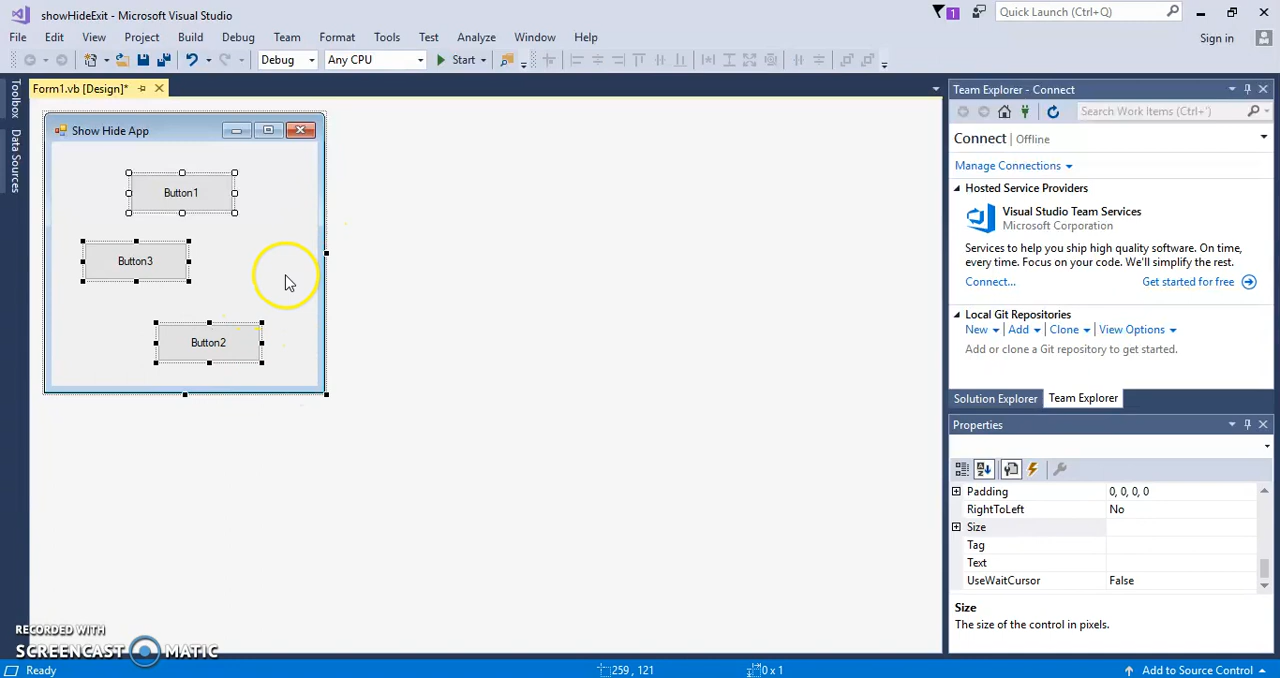 showHideExit - Microsoft Visual Studio
1
Quick Launch (Ctrl+Q)
File Edit View Project Build Debug Team Format Tools Test Analyze Window Help
Sign in
Debug Any CPU Start
Toolbox
Data Sources
Form1.vb [Design]*
Show Hide App
Button1
Button3
Button2
Team Explorer - Connect
Search Work Items (Ctrl+')
Connect | Offline
Manage Connections
Hosted Service Providers
Visual Studio Team Services
Microsoft Corporation
Services to help you ship high quality software. On time,
every time. Focus on your code. We'll simplify the rest.
Connect... Get started for free
Local Git Repositories
New Add Clone View Options
Add or clone a Git repository to get started.
Solution Explorer Team Explorer
Properties
Padding 0, 0, 0, 0
RightToLeft No
Size
Tag
Text
UseWaitCursor False
Size
The size of the control in pixels.
RECORDED WITH
SCREENCAST MATIC
Ready 259 , 121 0 x 1 Add to Source Control